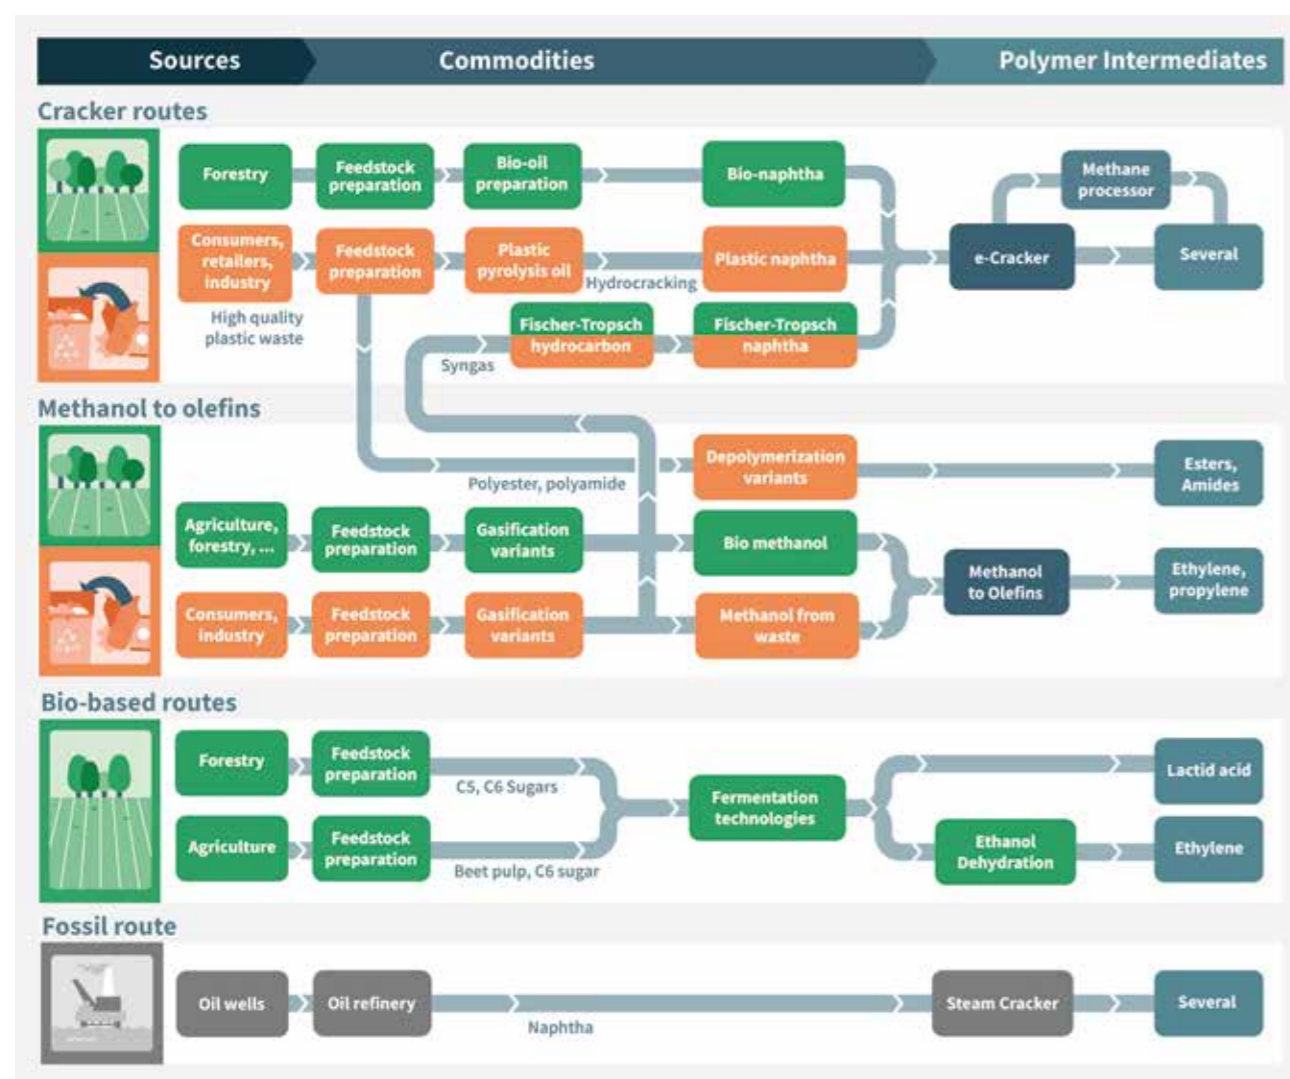 Sources
Commodities
Polymer Intermediates
Cracker routes
Forestry
Feedstock
preparation
Bio-oil
preparation
Bio-naphtha
Methane
processor
Consumers,
retailers,
industry
Feedstock
preparation
Plastic
pyrolysis oil
Hydrocracking
Plastic naphtha
e-Cracker
Several
High quality
plastic waste
Syngas
Fischer-Tropsch
hydrocarbon
Fischer-Tropsch
naphtha
Methanol to olefins
Polyester, polyamide
Depolymerization
variants
Esters,
Amides
Agriculture,
forestry, ...
Feedstock
preparation
Gasification
variants
Bio methanol
Methanol
to Olefins
Ethylene,
propylene
Consumers,
industry
Feedstock
preparation
Gasification
variants
Methanol from
waste
Bio-based routes
Forestry
Feedstock
preparation
C5, C6 Sugars
Fermentation
technologies
Lactid acid
Agriculture
Feedstock
preparation
Beet pulp, C6 sugar
Ethanol
Dehydration
Ethylene
Fossil route
Oil wells
Oil refinery
Naphtha
Steam Cracker
Several